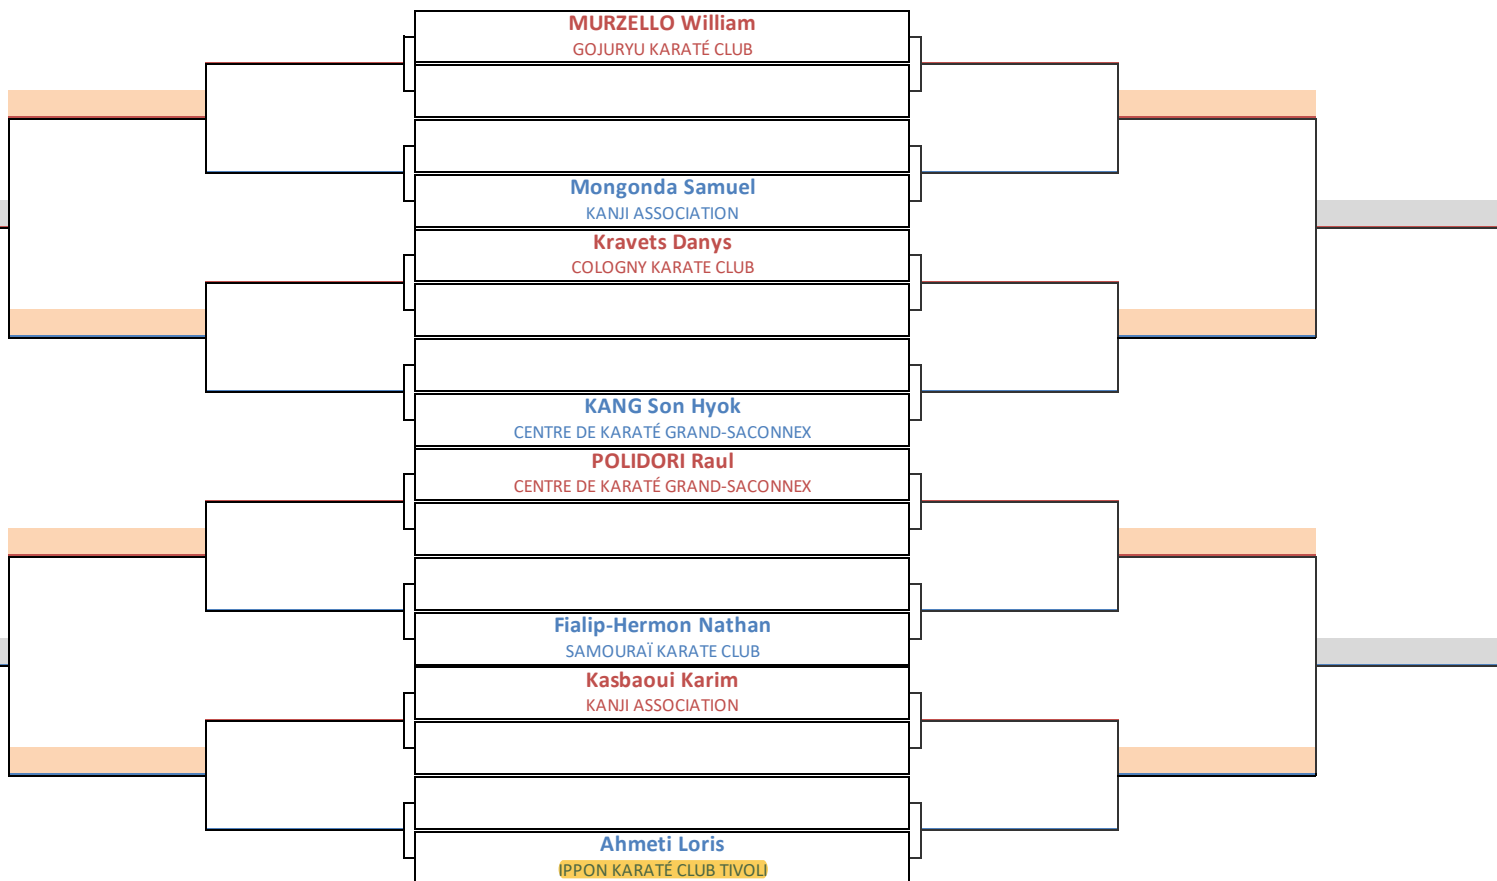 MURZELLO William
GOJURYU KARATÉ CLUB
Mongonda Samuel
KANJI ASSOCIATION
Kravets Danys
COLOGNY KARATE CLUB
KANG Son Hyok
CENTRE DE KARATÉ GRAND-SACONNEX
POLIDORI Raul
CENTRE DE KARATÉ GRAND-SACONNEX
Fialip-Hermon Nathan
SAMOURAÏ KARATE CLUB
Kasbaoui Karim
KANJI ASSOCIATION
Ahmeti Loris
IPPON KARATÉ CLUB TIVOLI